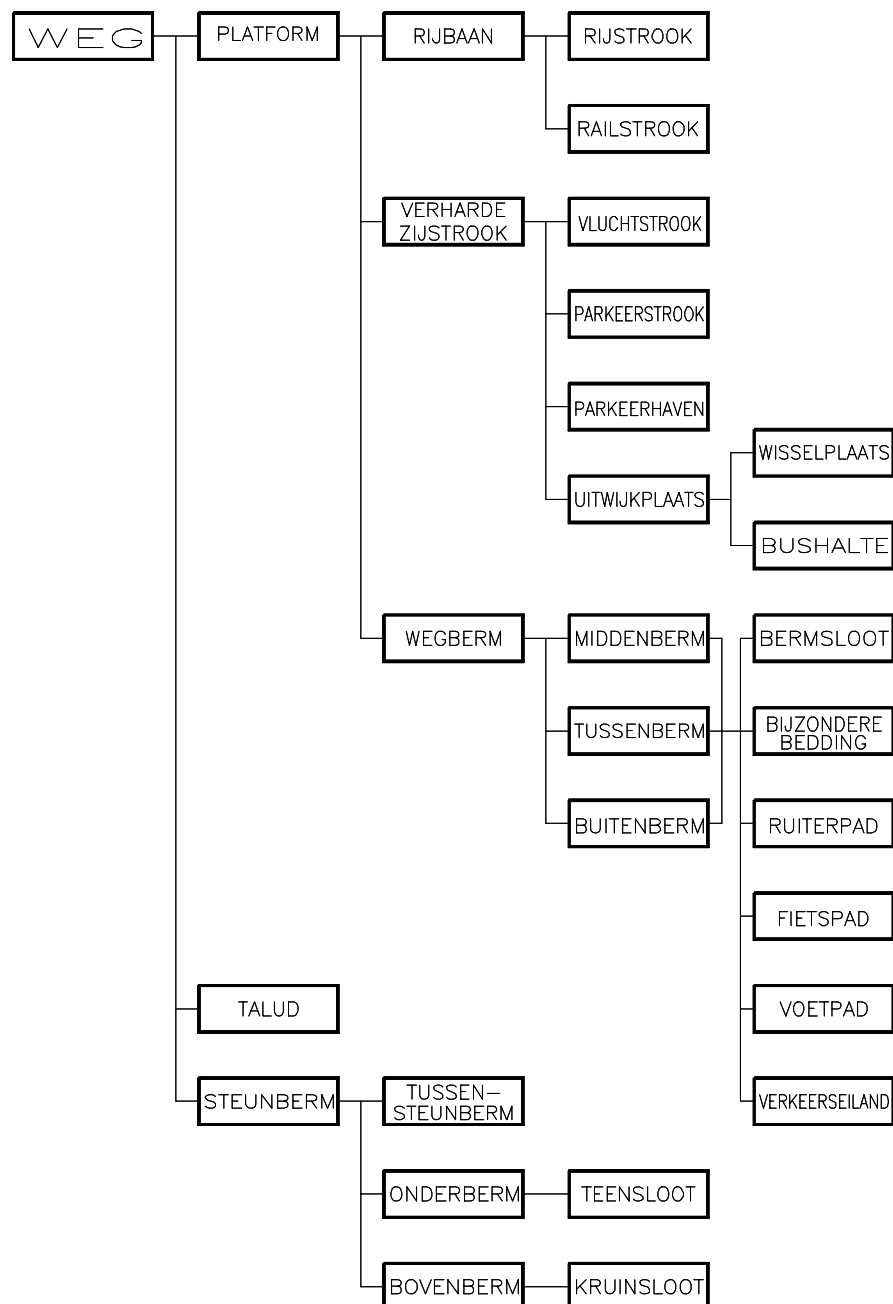 WEG
PLATFORM
RIJBAAN
RIJSTROOK
RAILSTROOK
VERHARDE
ZIJSTROOK
VLUCHTSTROOK
PARKEERSTROOK
PARKEERHAVEN
UITWIJKPLAATS
WISSELPLAATS
BUSHALTE
WEGBERM
MIDDENBERM
TUSSENBERM
BUITENBERM
BERMSLOOT
BIJZONDERE
BEDDING
RUITERPAD
FIETSPAD
VOETPAD
VERKEERSEILAND
TALUD
STEUNBERM
TUSSEN-
STEUNBERM
ONDERBERM
TEENSLOOT
BOVENBERM
KRUINSLOOT